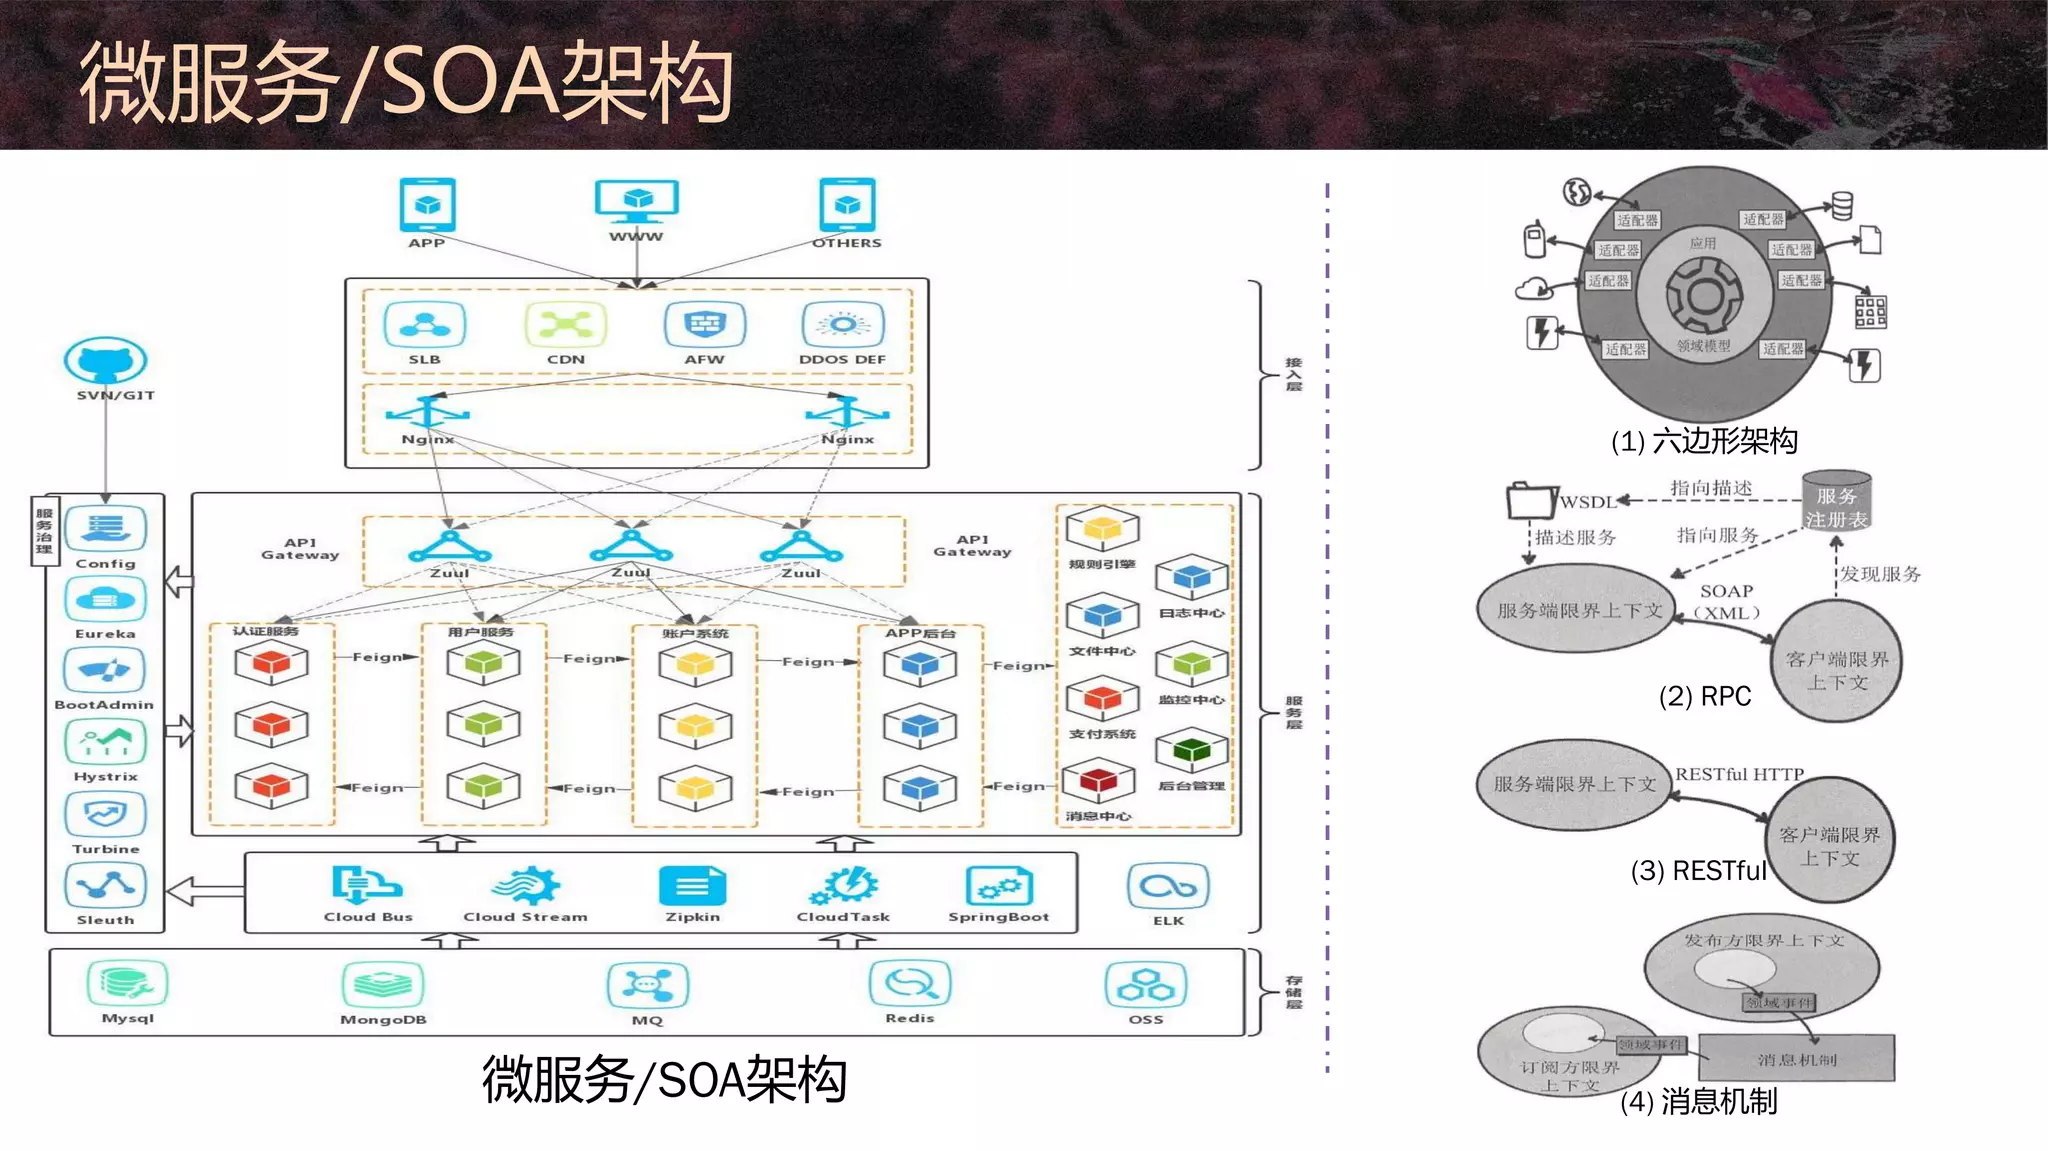 微服务/SOA架构
APP
WWW
OTHERS
SLB
CDN
AFW
DDOS DEF
Nginx
Nginx
接入层
SVN/GIT
服务治理
Config
Eureka
BootAdmin
Hystrix
Turbine
Sleuth
API
Gateway
Zuul
Zuul
Zuul
API
Gateway
认证服务
用户服务
账户系统
APP后台
Feign
Feign
Feign
Feign
Feign
Feign
Feign
Feign
规则引擎
日志中心
文件中心
监控中心
支付系统
后台管理
消息中心
服务层
Cloud Bus
Cloud Stream
Zipkin
CloudTask
SpringBoot
ELK
Mysql
MongoDB
MQ
Redis
OSS
存储层
微服务/SOA架构
适配器
适配器
适配器
适配器
适配器
适配器
适配器
适配器
应用
领域模型
(1) 六边形架构
WSDL
指向描述
服务
注册表
描述服务
指向服务
发现服务
服务端限界上下文
SOAP
(XML)
客户端限界
上下文
(2) RPC
服务端限界上下文
RESTful HTTP
客户端限界
上下文
(3) RESTful
发布方限界上下文
领域事件
领域事件
消息机制
订阅方限界
上下文
(4) 消息机制